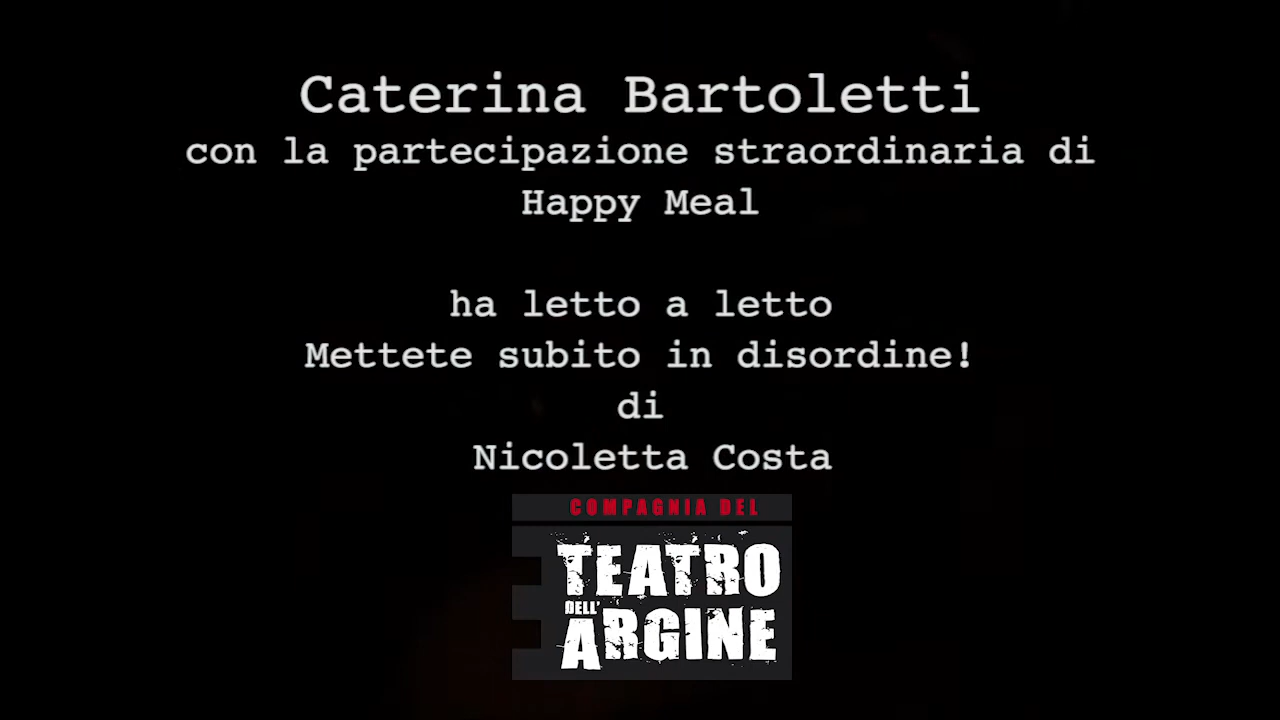 Caterina Bartoletti
con la partecipazione straordinaria di
Happy Meal
ha letto a letto
Mettete subito in disordine!
di
Nicoletta Costa
COMPAGNIA DEL
TEATRO
DELL'
ARGINE